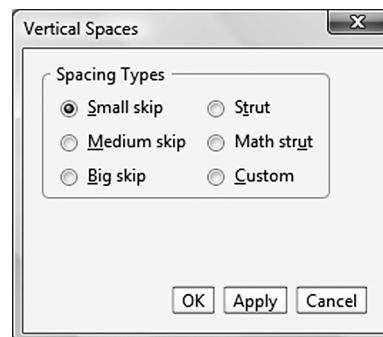 Vertical Spaces
Spacing Types
Small skip Strut
Medium skip Math strut
Big skip Custom
OK Apply Cancel